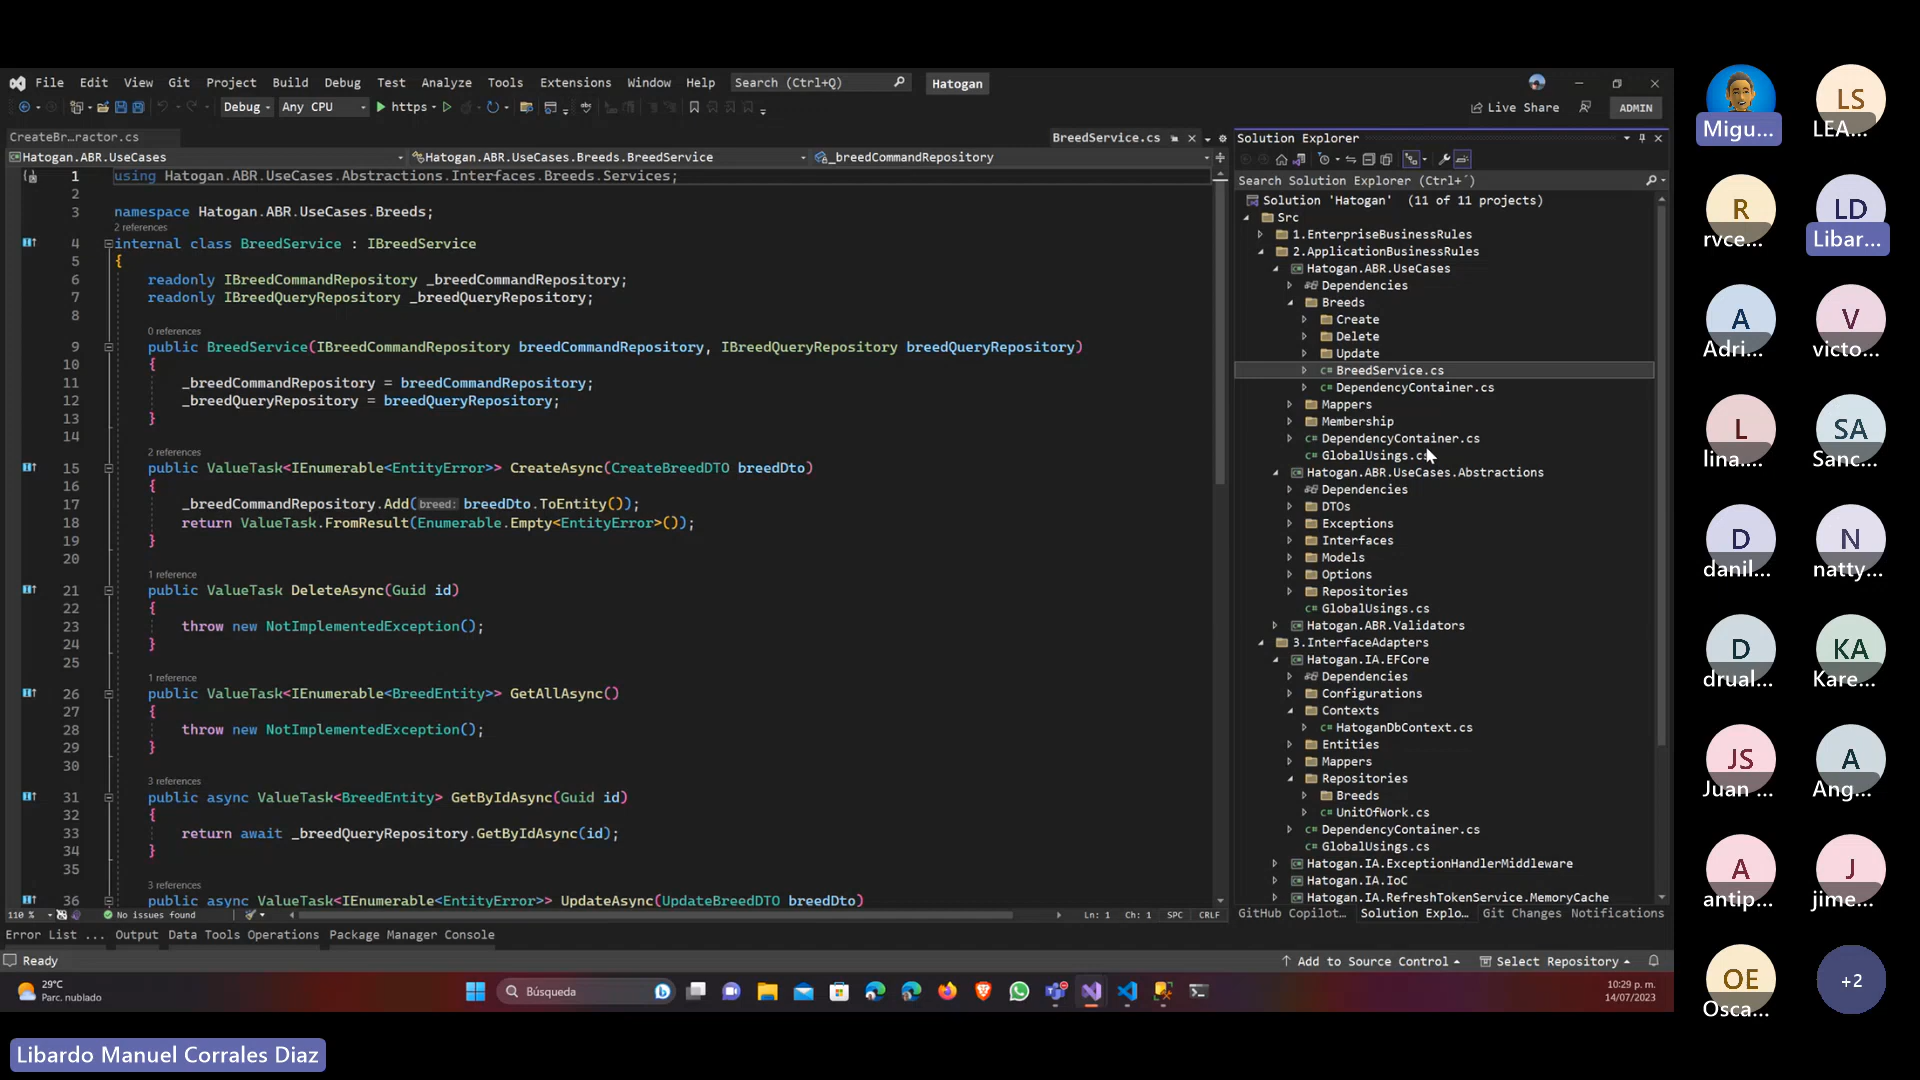 File Edit View Git Project Build Debug Test Analyze Tools Extensions Window Help Search (Ctrl+Q) Hatogan
Debug Any CPU https Live Share ADMIN
CreateBr...ractor.cs BreedService.cs
Hatogan.ABR.UseCases Hatogan.ABR.UseCases.Breeds.BreedService _breedCommandRepository
1 using Hatogan.ABR.UseCases.Abstractions.Interfaces.Breeds.Services;
2
3 namespace Hatogan.ABR.UseCases.Breeds;
2 references
4 internal class BreedService : IBreedService
5 {
6 readonly IBreedCommandRepository _breedCommandRepository;
7 readonly IBreedQueryRepository _breedQueryRepository;
8
0 references
9 public BreedService(IBreedCommandRepository breedCommandRepository, IBreedQueryRepository breedQueryRepository)
10 {
11 _breedCommandRepository = breedCommandRepository;
12 _breedQueryRepository = breedQueryRepository;
13 }
14
2 references
15 public ValueTask<IEnumerable<EntityError>> CreateAsync(CreateBreedDTO breedDto)
16 {
17 _breedCommandRepository.Add(breed: breedDto.ToEntity());
18 return ValueTask.FromResult(Enumerable.Empty<EntityError>());
19 }
20
1 reference
21 public ValueTask DeleteAsync(Guid id)
22 {
23 throw new NotImplementedException();
24 }
25
1 reference
26 public ValueTask<IEnumerable<BreedEntity>> GetAllAsync()
27 {
28 throw new NotImplementedException();
29 }
30
3 references
31 public async ValueTask<BreedEntity> GetByIdAsync(Guid id)
32 {
33 return await _breedQueryRepository.GetByIdAsync(id);
34 }
35
3 references
36 public async ValueTask<IEnumerable<EntityError>> UpdateAsync(UpdateBreedDTO breedDto)
110 % No issues found Ln: 1 Ch: 1 SPC CRLF
Error List ... Output Data Tools Operations Package Manager Console
Ready Add to Source Control Select Repository
Solution Explorer
Search Solution Explorer (Ctrl+´)
Solution 'Hatogan' (11 of 11 projects)
Src
1.EnterpriseBusinessRules
2.ApplicationBusinessRules
Hatogan.ABR.UseCases
Dependencies
Breeds
Create
Delete
Update
C# BreedService.cs
C# DependencyContainer.cs
Mappers
Membership
C# DependencyContainer.cs
C# GlobalUsings.cs
Hatogan.ABR.UseCases.Abstractions
Dependencies
DTOs
Exceptions
Interfaces
Models
Options
Repositories
C# GlobalUsings.cs
Hatogan.ABR.Validators
3.InterfaceAdapters
Hatogan.IA.EFCore
Dependencies
Configurations
Contexts
C# HatoganDbContext.cs
Entities
Mappers
Repositories
Breeds
C# UnitOfWork.cs
C# DependencyContainer.cs
C# GlobalUsings.cs
Hatogan.IA.ExceptionHandlerMiddleware
Hatogan.IA.IoC
Hatogan.IA.RefreshTokenService.MemoryCache
GitHub Copilot... Solution Explo... Git Changes Notifications
29°C
Parc. nublado
Búsqueda
10:29 p. m.
14/07/2023
Libardo Manuel Corrales Diaz
Migu...
LS
LEA...
R
rvce...
LD
Libar...
A
Adri...
V
victo...
L
lina....
SA
Sanc...
D
danil...
N
natty...
D
drual...
KA
Kare...
JS
Juan ...
A
Ang...
A
antip...
J
jime...
OE
Osca...
+2